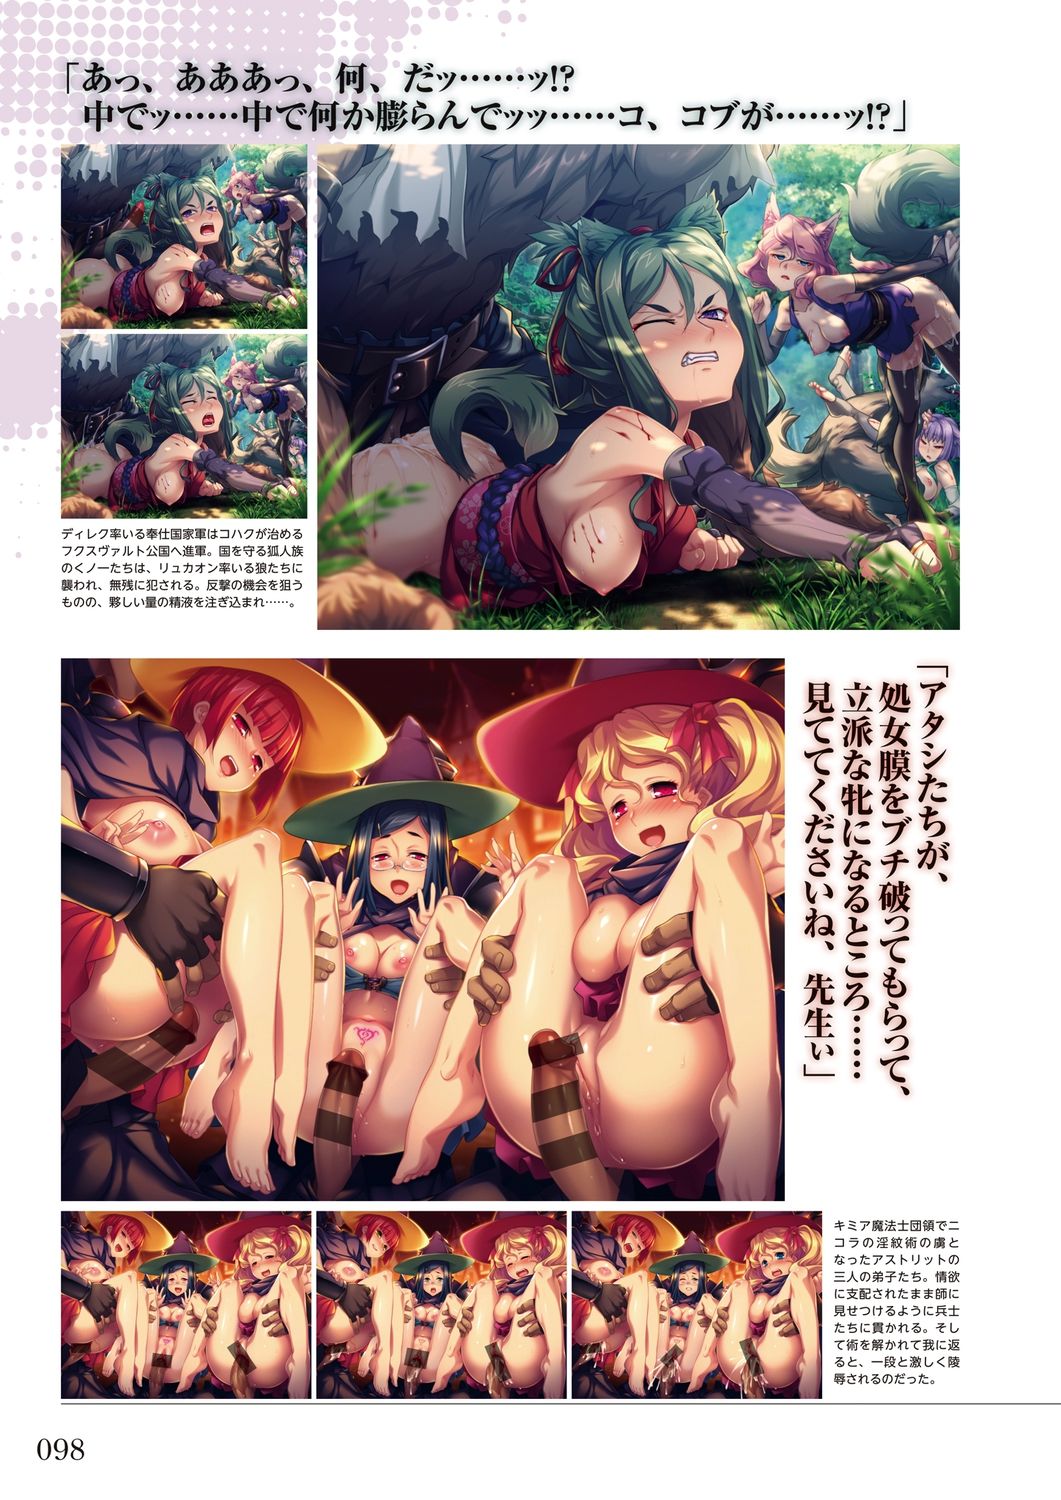 「あっ、あああっ、何、だッ……ッ!?
中でッ……中で何か膨らんでッッ……コ、コブが……ッ!?」
ディレク率いる奉仕国家軍はコハクが治める
フクスヴァルト公国へ進軍。国を守る狐人族
のくノ一たちは、リュカオン率いる狼たちに
襲われ、無残に犯される。反撃の機会を狙う
ものの、夥しい量の精液を注ぎ込まれ……。
「アタシたちが、
処女膜をブチ破ってもらって、
立派な牝になるところ……
見ててくださいね、先生ぃ」
キミア魔法士団領でニ
コラの淫紋術の虜と
なったアストリットの
三人の弟子たち。情欲
に支配されたまま師に
見せつけるように兵士
たちに貫かれる。そし
て術を解かれて我に返
ると、一段と激しく陵
辱されるのだった。
098